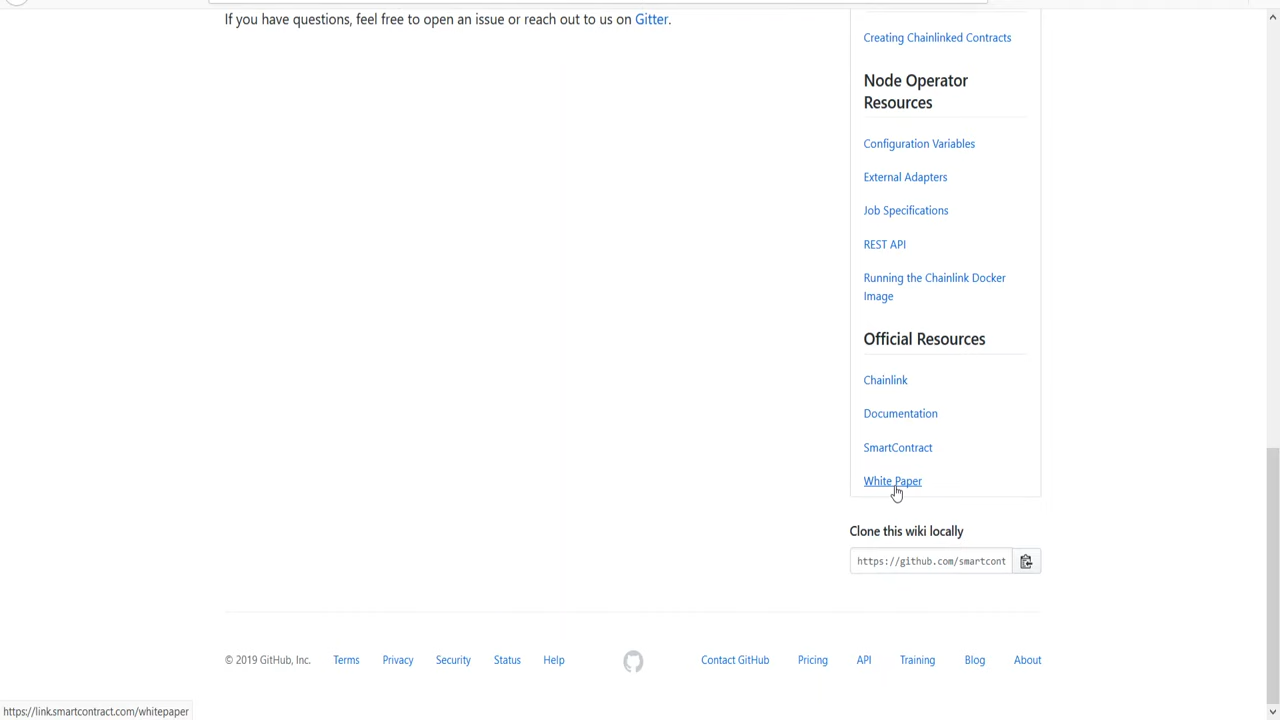 If you have questions, feel free to open an issue or reach out to us on Gitter.
Creating Chainlinked Contracts
Node Operator
Resources
Configuration Variables
External Adapters
Job Specifications
REST API
Running the Chainlink Docker
Image
Official Resources
Chainlink
Documentation
SmartContract
White Paper
Clone this wiki locally
https://github.com/smartcont
© 2019 GitHub, Inc. Terms Privacy Security Status Help Contact GitHub Pricing API Training Blog About
https://link.smartcontract.com/whitepaper